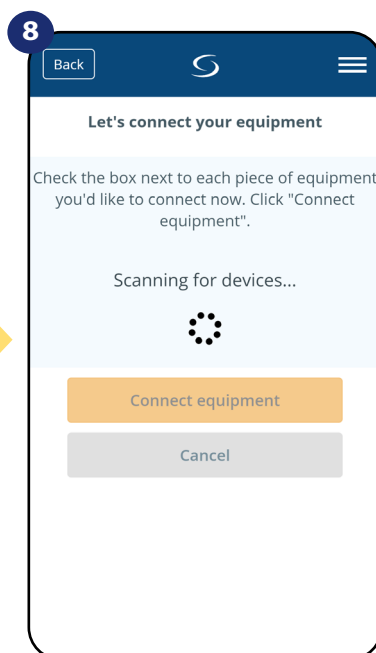 8
Back
Let's connect your equipment
Check the box next to each piece of equipment
you'd like to connect now. Click "Connect
equipment".
Scanning for devices...
Connect equipment
Cancel